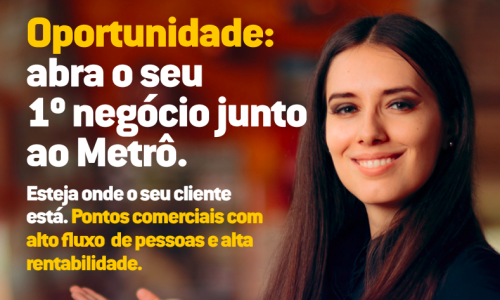 Oportunidade:
abra o seu
1º negócio junto
ao Metrô.
Esteja onde o seu cliente
está. Pontos comerciais com
alto fluxo de pessoas e alta
rentabilidade.